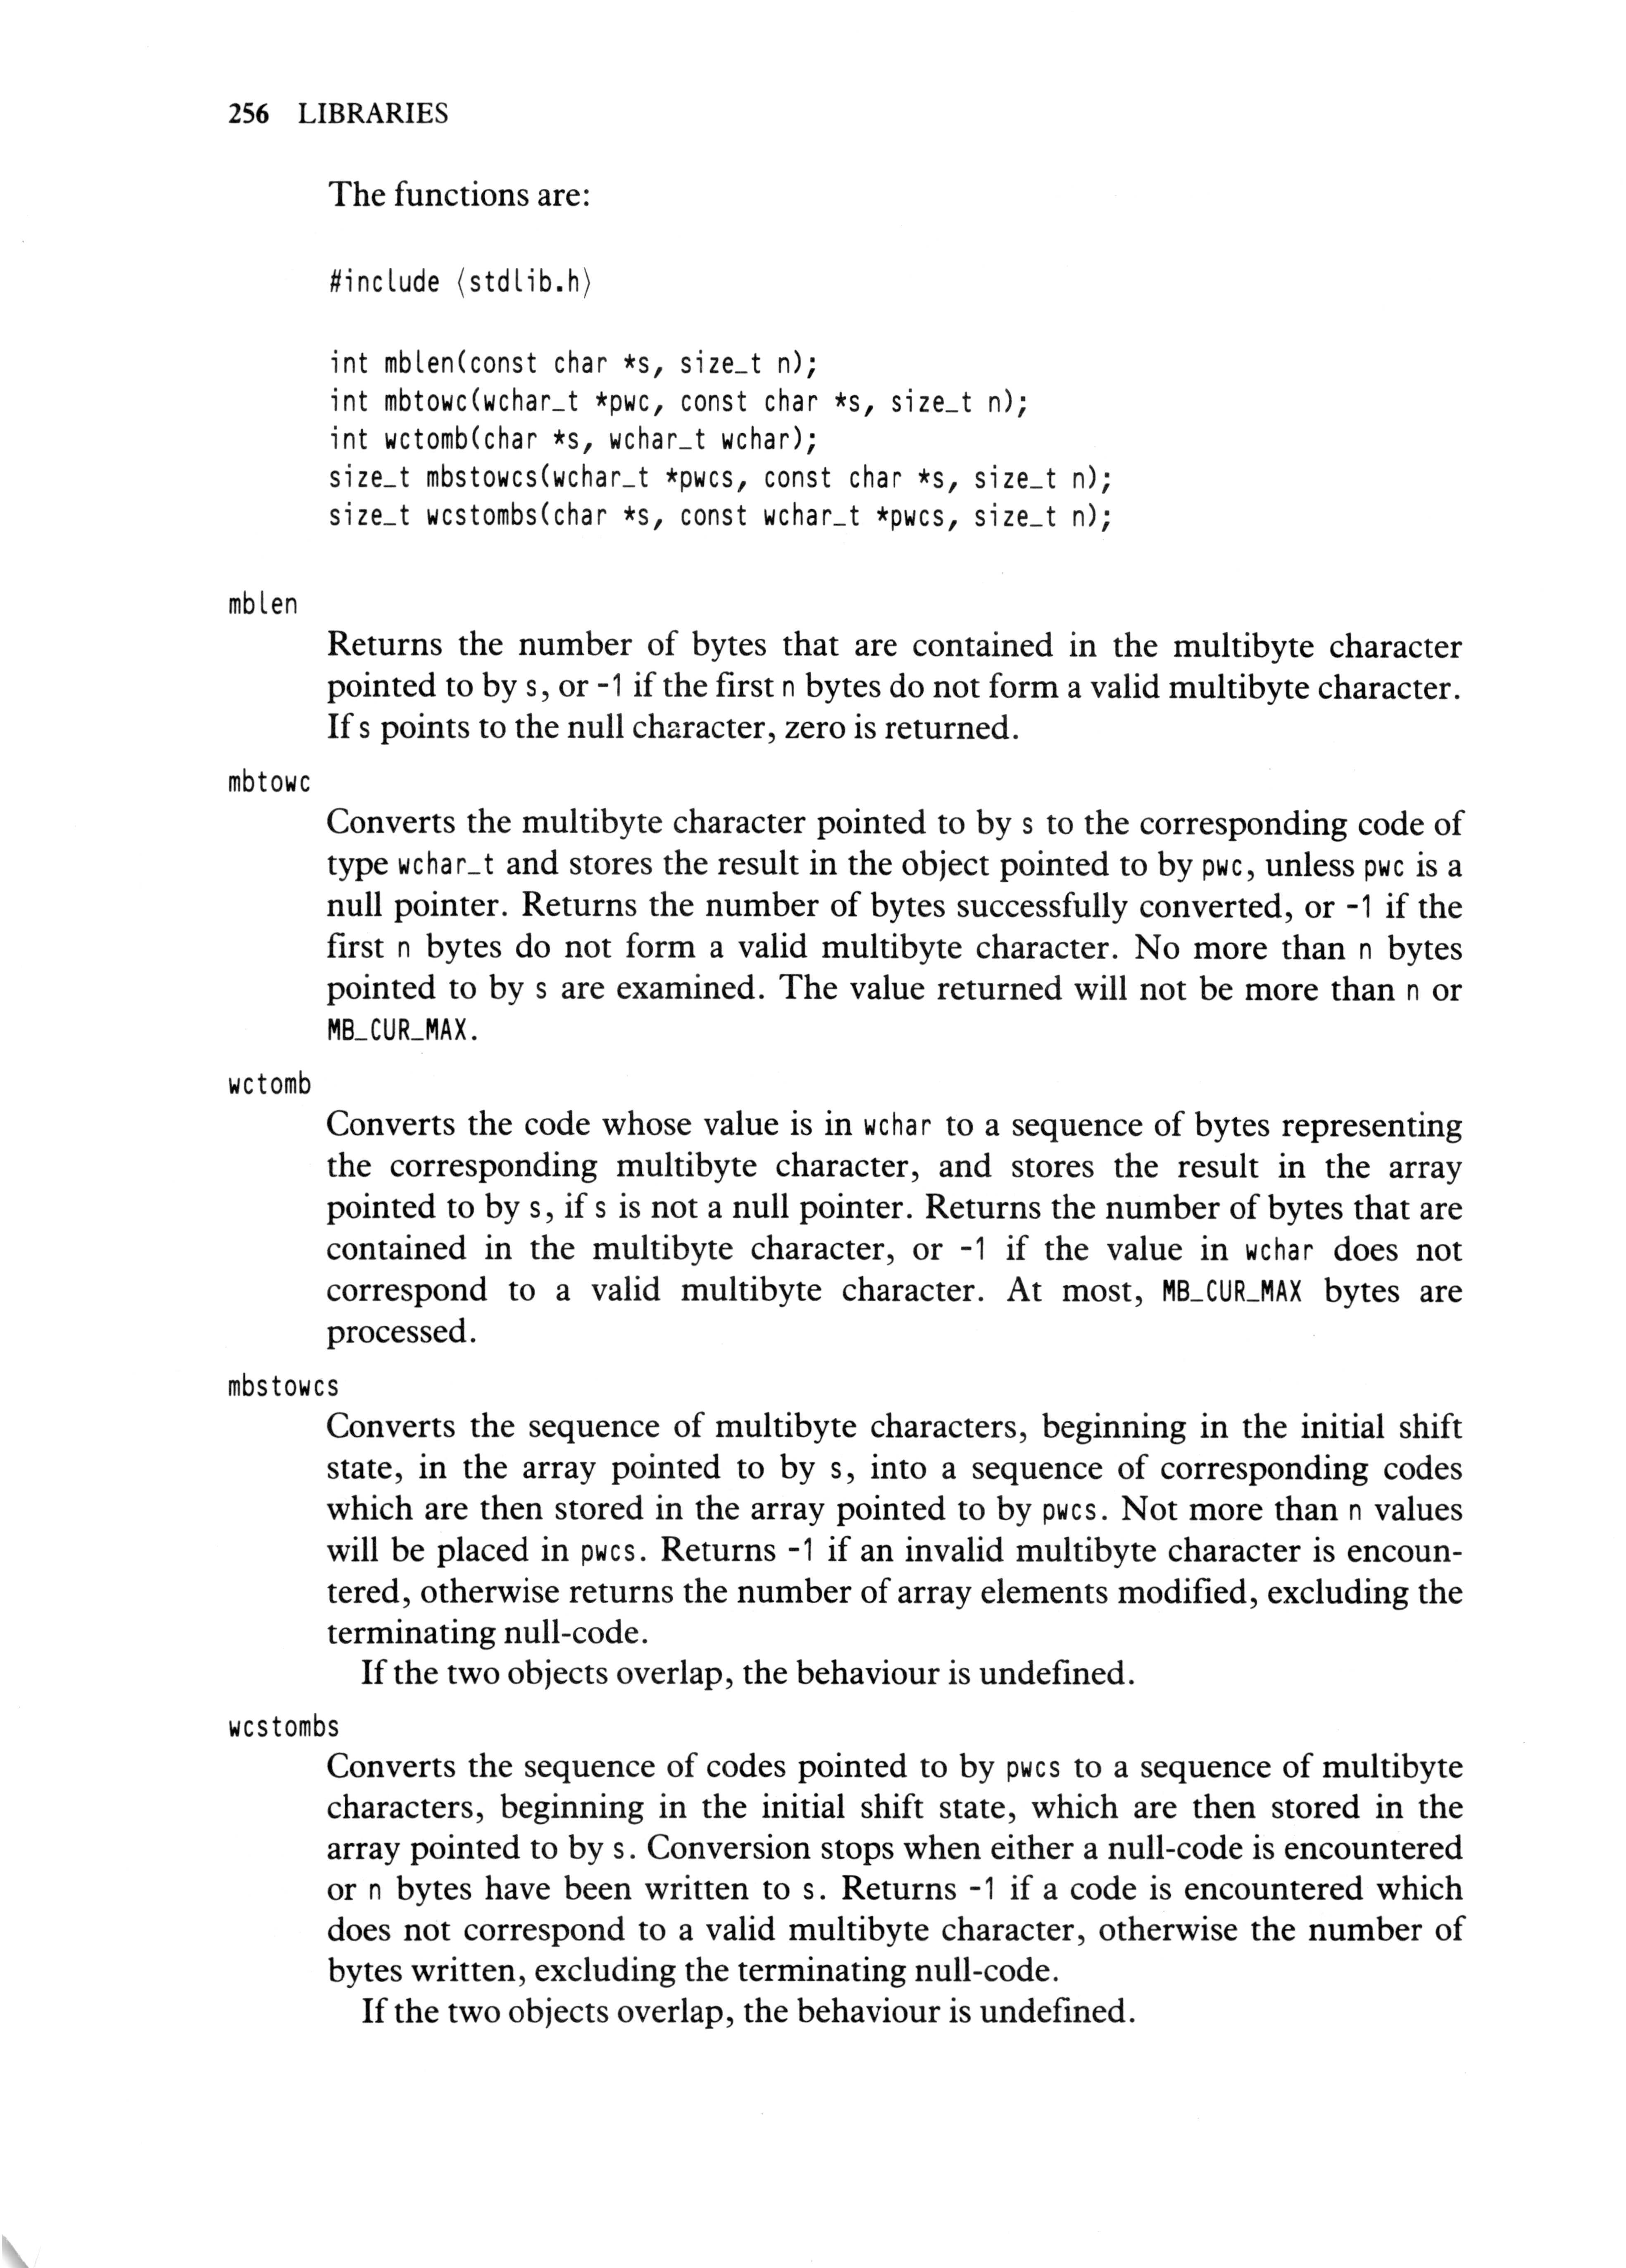 256 LIBRARIES
The functions are:
#include ⟨stdlib.h⟩
int mblen(const char *s, size_t n);
int mbtowc(wchar_t *pwc, const char *s, size_t n);
int wctomb(char *s, wchar_t wchar);
size_t mbstowcs(wchar_t *pwcs, const char *s, size_t n);
size_t wcstombs(char *s, const wchar_t *pwcs, size_t n);
mblen
Returns the number of bytes that are contained in the multibyte character
pointed to by s, or -1 if the first n bytes do not form a valid multibyte character.
If s points to the null character, zero is returned.
mbtowc
Converts the multibyte character pointed to by s to the corresponding code of
type wchar_t and stores the result in the object pointed to by pwc, unless pwc is a
null pointer. Returns the number of bytes successfully converted, or -1 if the
first n bytes do not form a valid multibyte character. No more than n bytes
pointed to by s are examined. The value returned will not be more than n or
MB_CUR_MAX.
wctomb
Converts the code whose value is in wchar to a sequence of bytes representing
the corresponding multibyte character, and stores the result in the array
pointed to by s, if s is not a null pointer. Returns the number of bytes that are
contained in the multibyte character, or -1 if the value in wchar does not
correspond to a valid multibyte character. At most, MB_CUR_MAX bytes are
processed.
mbstowcs
Converts the sequence of multibyte characters, beginning in the initial shift
state, in the array pointed to by s, into a sequence of corresponding codes
which are then stored in the array pointed to by pwcs. Not more than n values
will be placed in pwcs. Returns -1 if an invalid multibyte character is encoun-
tered, otherwise returns the number of array elements modified, excluding the
terminating null-code.
If the two objects overlap, the behaviour is undefined.
wcstombs
Converts the sequence of codes pointed to by pwcs to a sequence of multibyte
characters, beginning in the initial shift state, which are then stored in the
array pointed to by s. Conversion stops when either a null-code is encountered
or n bytes have been written to s. Returns -1 if a code is encountered which
does not correspond to a valid multibyte character, otherwise the number of
bytes written, excluding the terminating null-code.
If the two objects overlap, the behaviour is undefined.